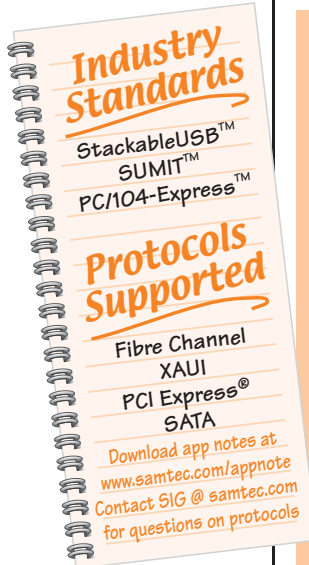 Industry
Standards
StackableUSB™
SUMIT™
PC/104-Express™
Protocols
Supported
Fibre Channel
XAUI
PCI Express®
SATA
Download app notes at
www.samtec.com/appnote
Contact SIG @ samtec.com
for questions on protocols